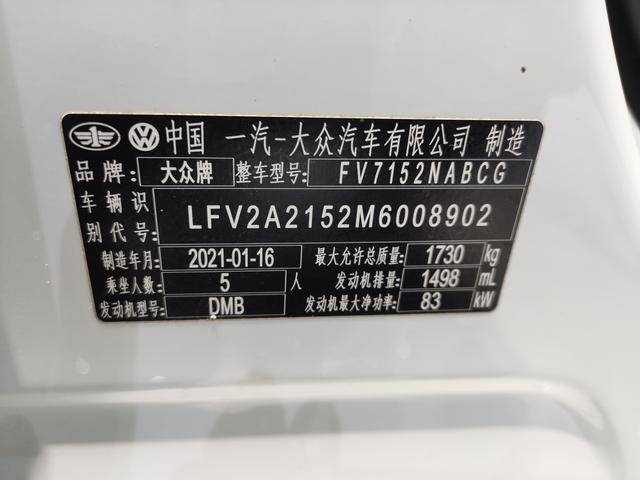 中国 一汽-大众汽车有限公司 制造
品牌: 大众牌 整车型号: FV7152NABCG
车辆识别代号: LFV2A2152M6008902
制造年月: 2021-01-16 最大允许总质量: 1730 kg
乘坐人数: 5 人 发动机排量: 1498 mL
发动机型号: DMB 发动机最大净功率: 83 kW